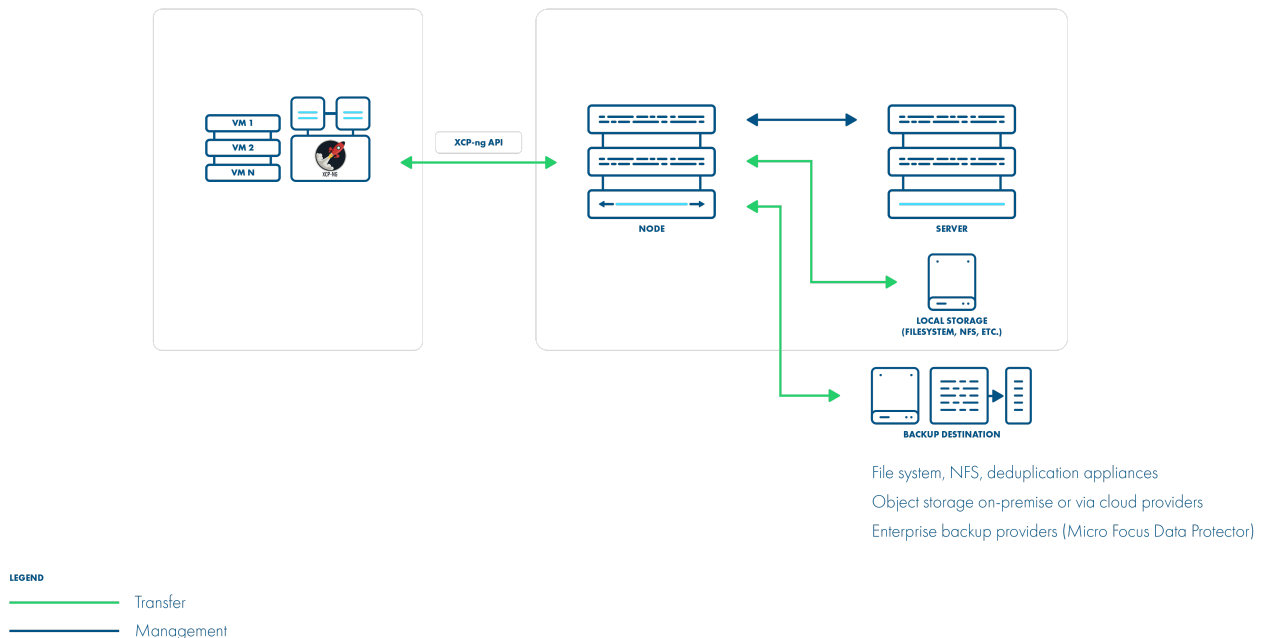 VM 1
VM 2
VM N
XCP-NG
XCP-ng API
NODE
SERVER
LOCAL STORAGE
(FILESYSTEM, NFS, ETC.)
BACKUP DESTINATION
File system, NFS, deduplication appliances
Object storage on-premise or via cloud providers
Enterprise backup providers (Micro Focus Data Protector)
LEGEND
Transfer
Management